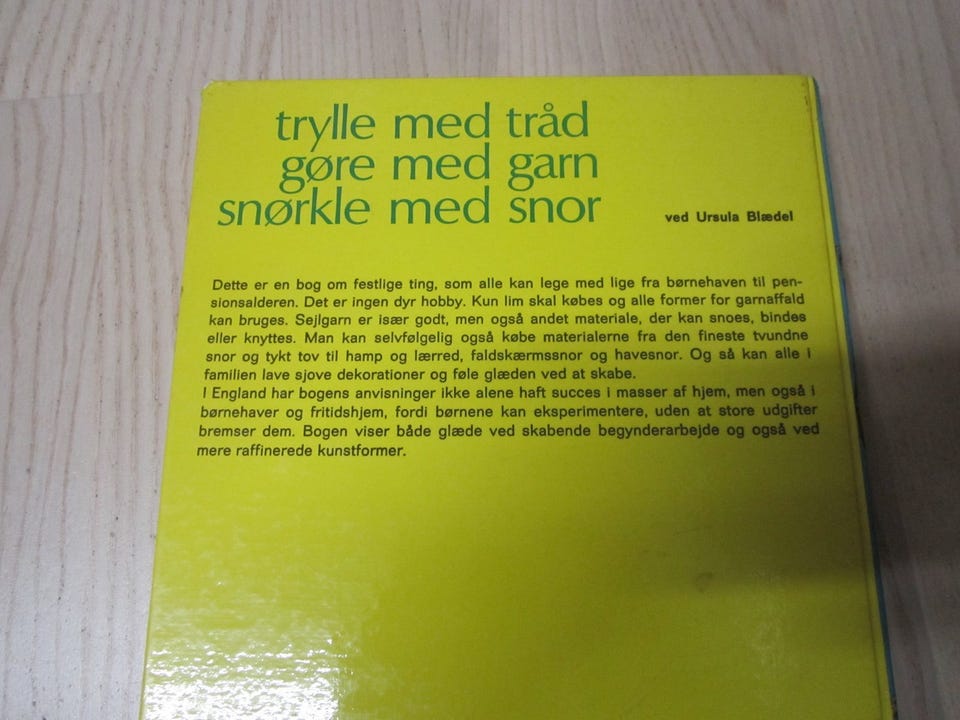 trylle med tråd
gøre med garn
snørkle med snor
ved Ursula Blædel
Dette er en bog om festlige ting, som alle kan lege med lige fra børnehaven til pen-
sionsalderen. Det er ingen dyr hobby. Kun lim skal købes og alle former for garnaffald
kan bruges. Sejlgarn er især godt, men også andet materiale, der kan snoes, bindes
eller knyttes. Man kan selvfølgelig også købe materialerne fra den fineste tvundne
snor og tykt tov til hamp og lærred, faldskærmssnor og havesnor. Og så kan alle i
familien lave sjove dekorationer og føle glæden ved at skabe.
I England har bogens anvisninger ikke alene haft succes i masser af hjem, men også i
børnehaver og fritidshjem, fordi børnene kan eksperimentere, uden at store udgifter
bremser dem. Bogen viser både glæde ved skabende begynderarbejde og også ved
mere raffinerede kunstformer.